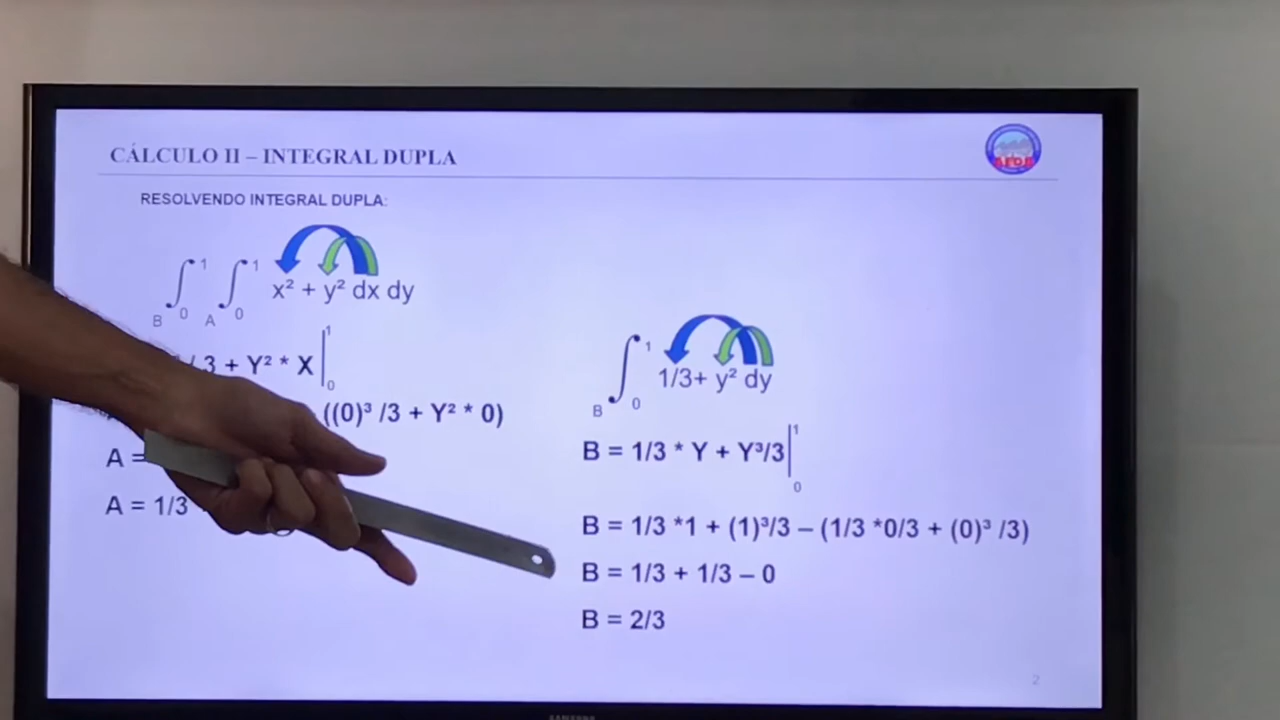 CÁLCULO II – INTEGRAL DUPLA
RESOLVENDO INTEGRAL DUPLA:
B ∫₀¹ A ∫₀¹ x² + y² dx dy
/ 3 + Y² * X |₀¹
((0)³ /3 + Y² * 0)
A =
A = 1/3
B ∫₀¹ 1/3+ y² dy
B = 1/3 * Y + Y³/3 |₀¹
B = 1/3 *1 + (1)³/3 – (1/3 *0/3 + (0)³ /3)
B = 1/3 + 1/3 – 0
B = 2/3
2